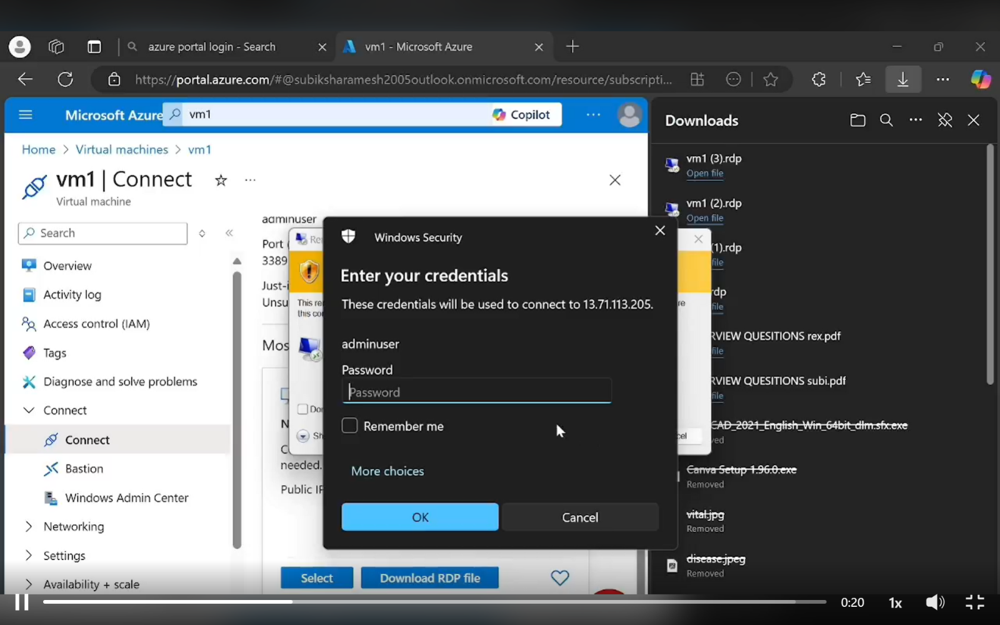 azure portal login - Search
vm1 - Microsoft Azure
https://portal.azure.com/#@subiksharamesh2005outlook.onmicrosoft.com/resource/subscripti...
Microsoft Azure
vm1
Copilot
Home > Virtual machines > vm1
vm1 | Connect
Virtual machine
Search
Overview
Activity log
Access control (IAM)
Tags
Diagnose and solve problems
Connect
Connect
Bastion
Windows Admin Center
Networking
Settings
Availability + scale
adminuser
Port
3389
Just-i
Unsu
Mos
N
C
needed.
Public IP
Select
Download RDP file
Re
This re
this co
Don
Sh
re
cel
Windows Security
Enter your credentials
These credentials will be used to connect to 13.71.113.205.
adminuser
Password
Password
Remember me
More choices
OK
Cancel
Downloads
vm1 (3).rdp
Open file
vm1 (2).rdp
Open file
(1).rdp
file
rdp
file
RVIEW QUESITIONS rex.pdf
file
RVIEW QUESITIONS subi.pdf
file
CAD_2021_English_Win_64bit_dlm.sfx.exe
ved
Canva Setup 1.96.0.exe
Removed
vital.jpg
Removed
disease.jpeg
Removed
0:20
1x